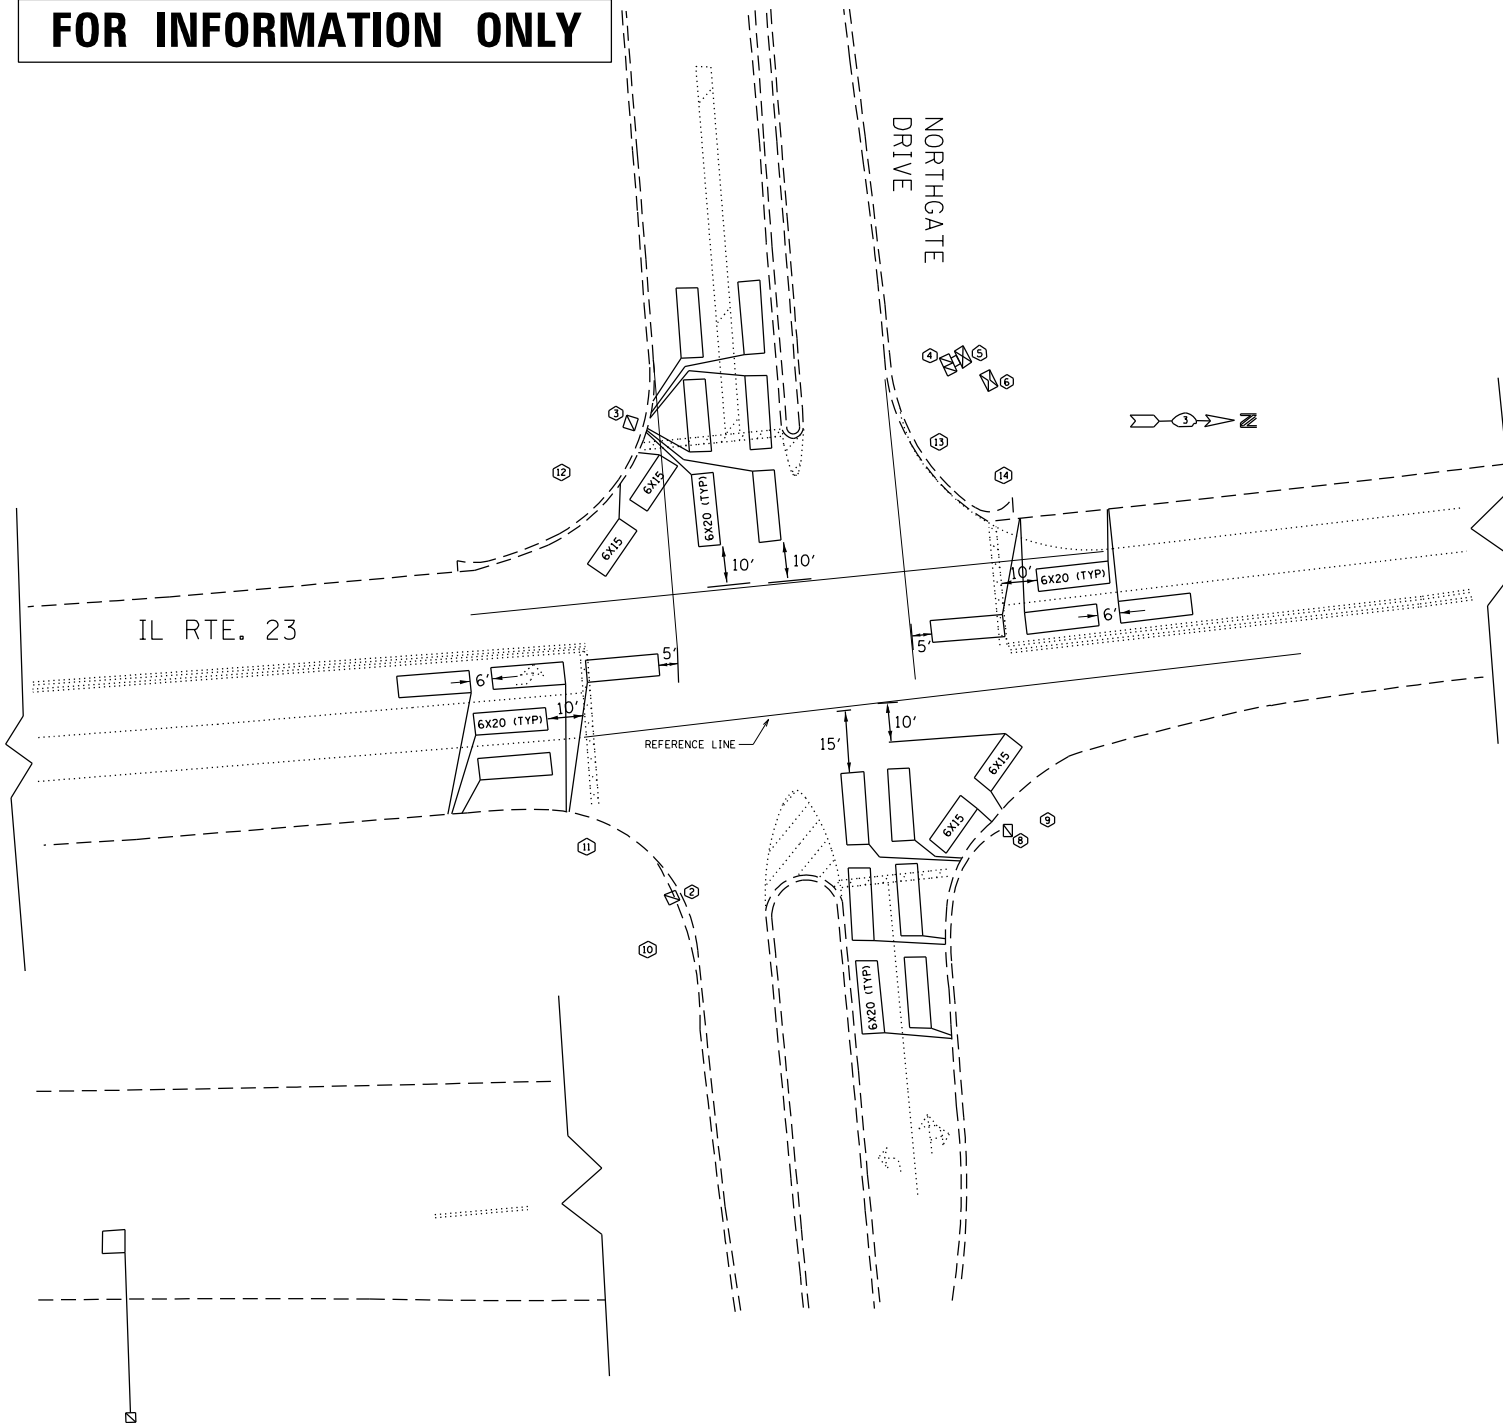 FOR INFORMATION ONLY
NORTHGATE
DRIVE
4
5
6
3
3
N
13
12
14
6X15
6X20 (TYP)
6X15
10'
10'
10'
6X20 (TYP)
6'
5'
IL RTE. 23
5'
6'
10'
6X20 (TYP)
REFERENCE LINE
10'
15'
6X15
6X15
9
8
11
2
10
6X20 (TYP)